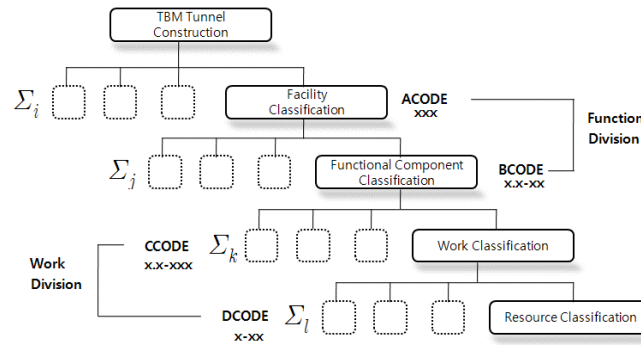 TBM Tunnel
Construction
Σi
Facility
Classification
ACODE
xxx
Function
Division
Σj
Functional Component
Classification
BCODE
x.x-xx
Work
Division
CCODE
x.x-xxx
Σk
Work Classification
DCODE
x-xx
Σl
Resource Classification